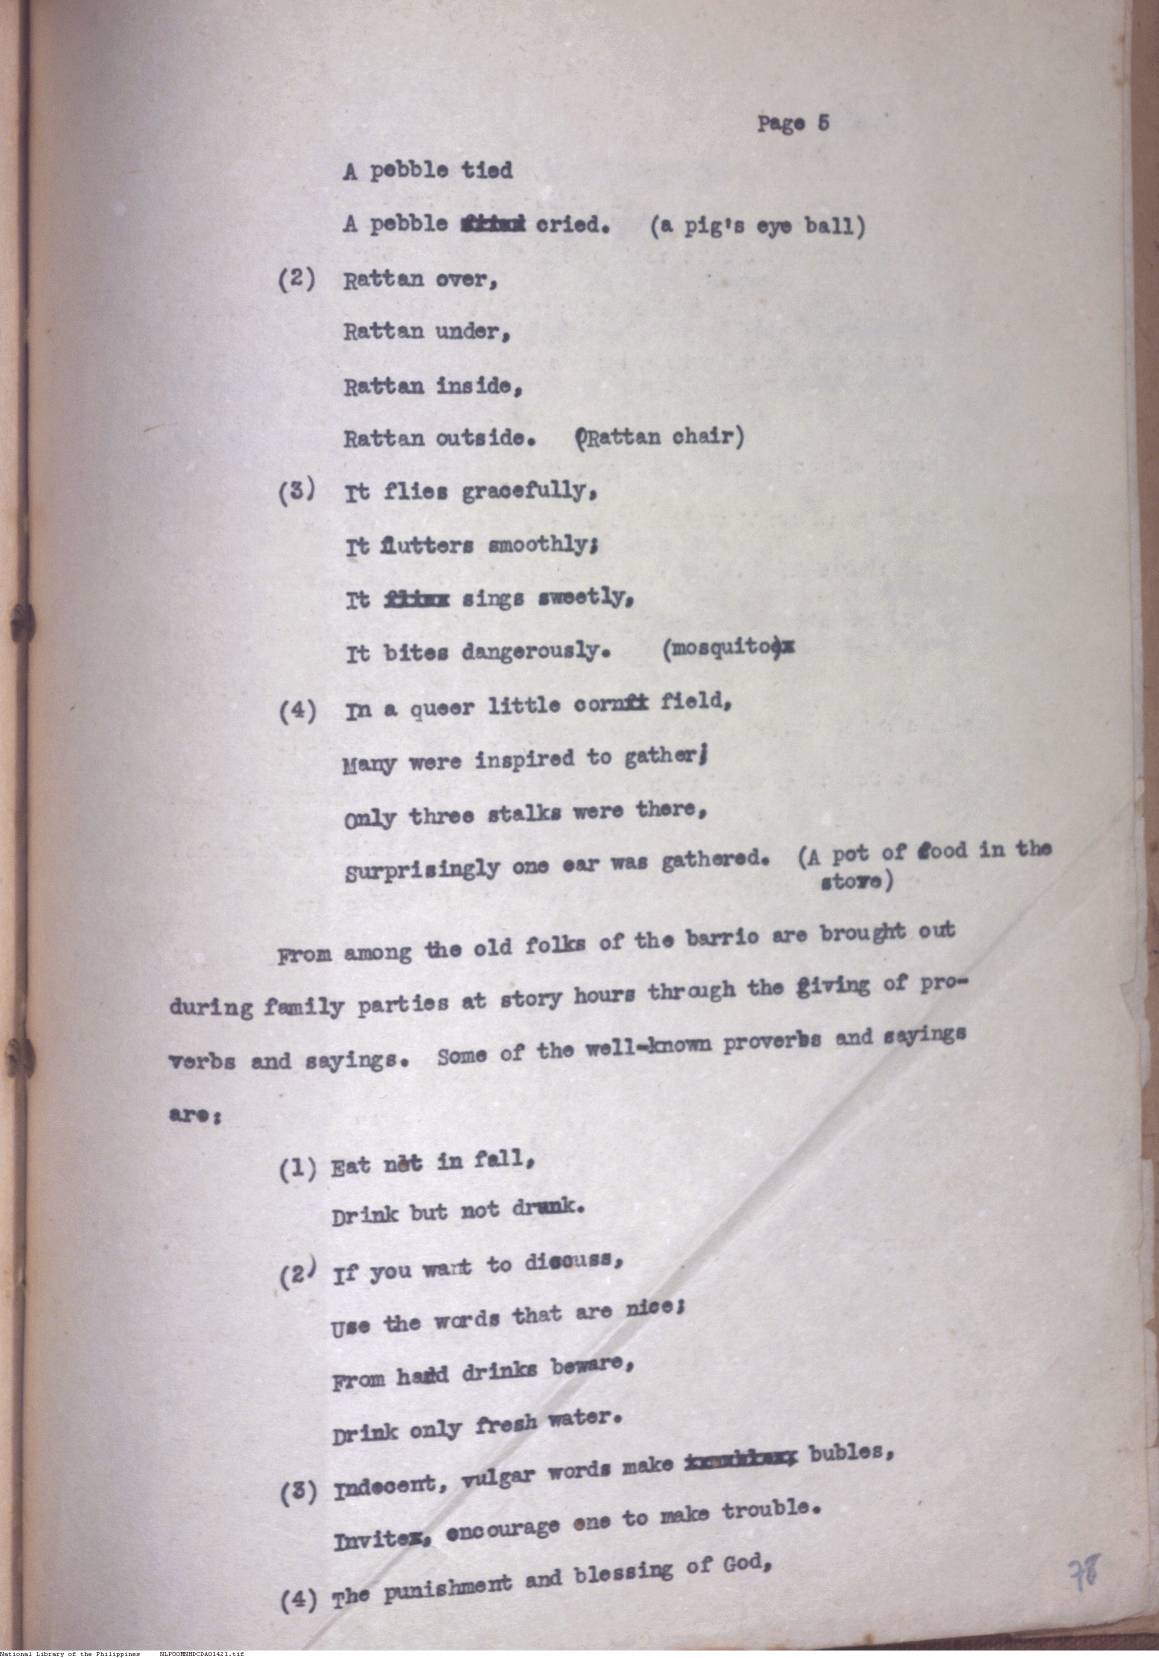 Page 5
A pebble tied
A pebble cried. (a pig's eye ball)
(2) Rattan over,
Rattan under,
Rattan inside,
Rattan outside. (Rattan chair)
(3) It flies gracefully,
It flutters smoothly;
It sings sweetly,
It bites dangerously. (mosquito)
(4) In a queer little corn field,
Many were inspired to gather;
Only three stalks were there,
Surprisingly one ear was gathered. (A pot of food in the
stove)
From among the old folks of the barrio are brought out
during family parties at story hours through the giving of pro-
verbs and sayings. Some of the well-known proverbs and sayings
are:
(1) Eat not in fall,
Drink but not drunk.
(2) If you want to discuss,
Use the words that are nice;
From hard drinks beware,
Drink only fresh water.
(3) Indecent, vulgar words make bubles,
Invite, encourage one to make trouble.
(4) The punishment and blessing of God,
78
National Library of the Philippines NLPOOMNHDCDA01421.tif